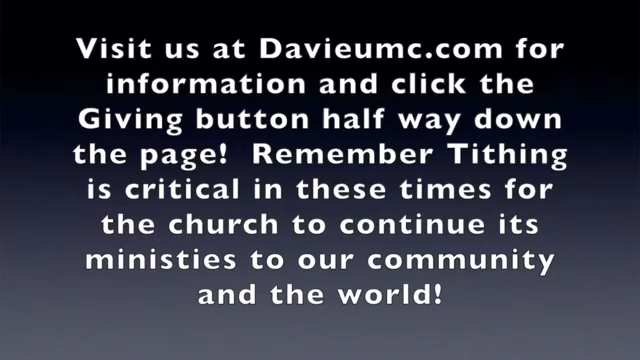 Visit us at Davieumc.com for
information and click the
Giving button half way down
the page!  Remember Tithing
is critical in these times for
the church to continue its
ministies to our community
and the world!